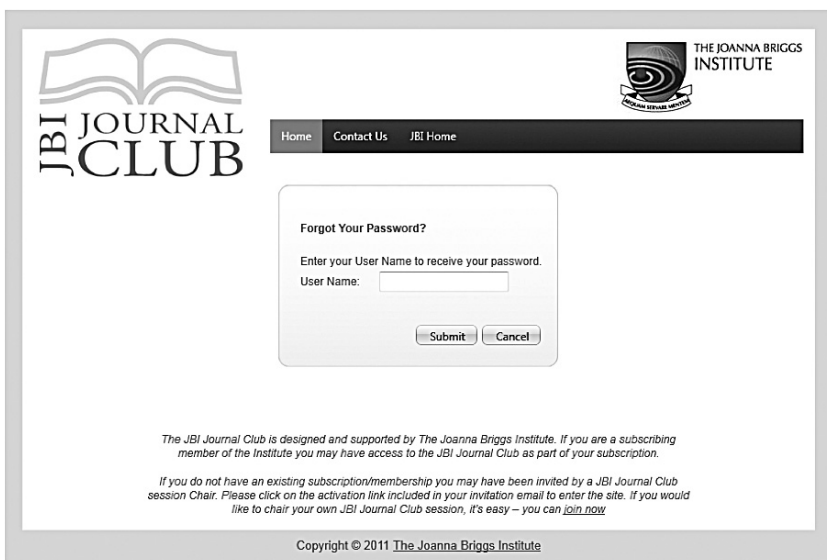 JBI JOURNAL
CLUB
THE JOANNA BRIGGS
INSTITUTE
AEQUAM SERVARE MENTEM
Home Contact Us JBI Home
Forgot Your Password?
Enter your User Name to receive your password.
User Name:
Submit Cancel
The JBI Journal Club is designed and supported by The Joanna Briggs Institute. If you are a subscribing
member of the Institute you may have access to the JBI Journal Club as part of your subscription.
If you do not have an existing subscription/membership you may have been invited by a JBI Journal Club
session Chair. Please click on the activation link included in your invitation email to enter the site. If you would
like to chair your own JBI Journal Club session, it's easy – you can join now
Copyright © 2011 The Joanna Briggs Institute